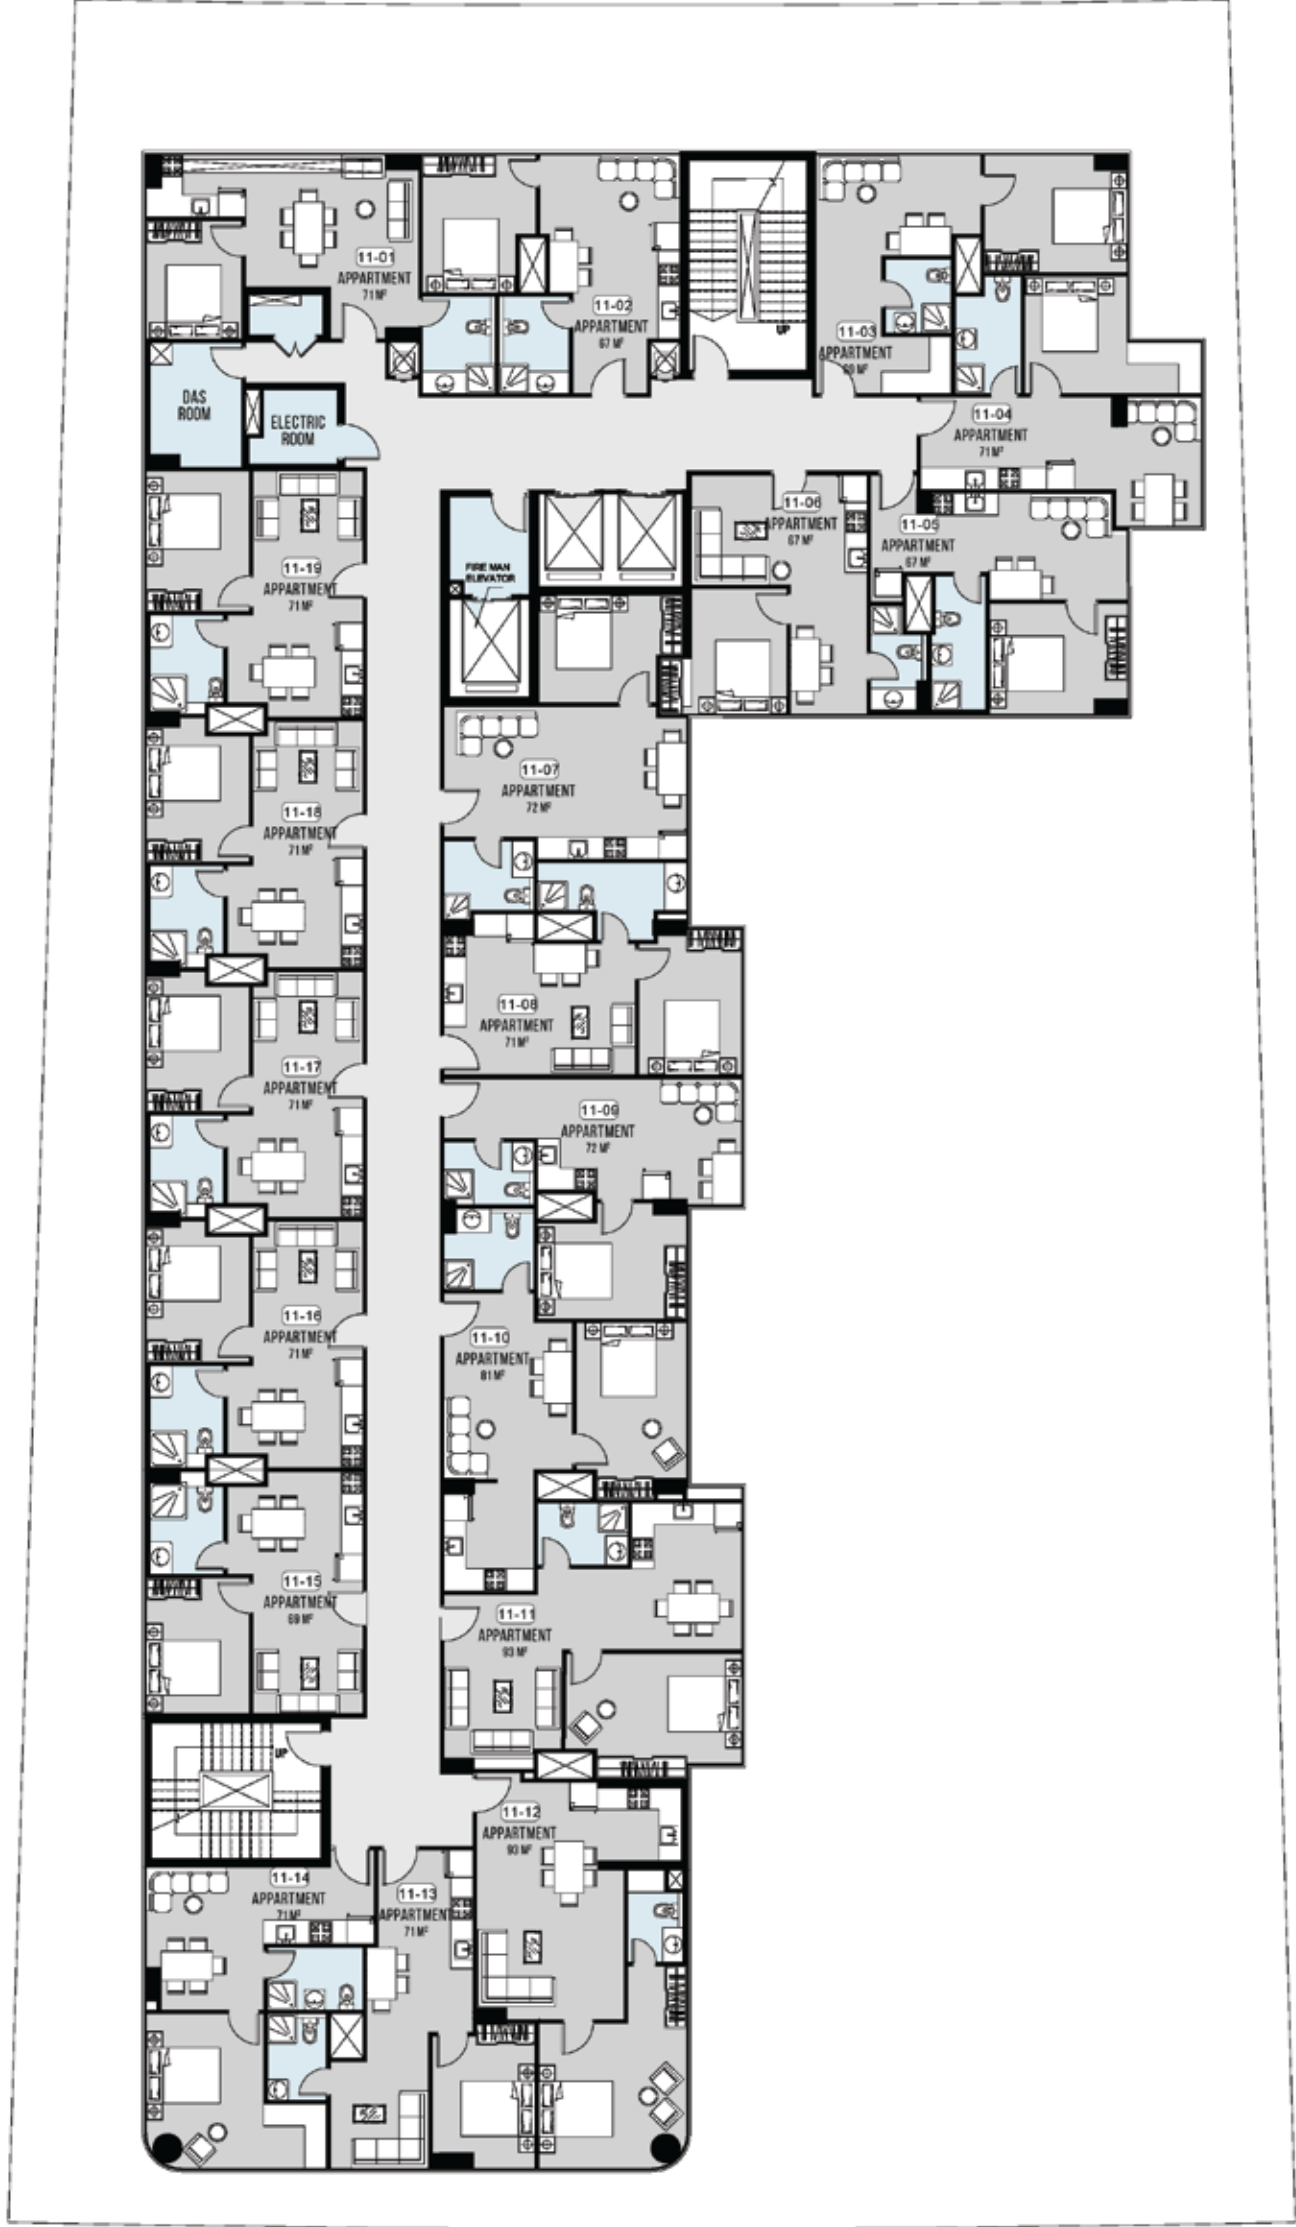 11-01
APPARTMENT
71 M²
11-02
APPARTMENT
67 M²
UP
11-03
APPARTMENT
69 M²
DAS
ROOM
ELECTRIC
ROOM
11-04
APPARTMENT
71 M²
11-06
APPARTMENT
67 M²
11-05
APPARTMENT
67 M²
FIRE MAN
ELEVATOR
11-19
APPARTMENT
71 M²
11-07
APPARTMENT
72 M²
11-18
APPARTMENT
71 M²
11-08
APPARTMENT
71 M²
11-17
APPARTMENT
71 M²
11-09
APPARTMENT
72 M²
11-16
APPARTMENT
71 M²
11-10
APPARTMENT
81 M²
11-15
APPARTMENT
69 M²
11-11
APPARTMENT
93 M²
UP
11-12
APPARTMENT
93 M²
11-14
APPARTMENT
71 M²
11-13
APPARTMENT
71 M²